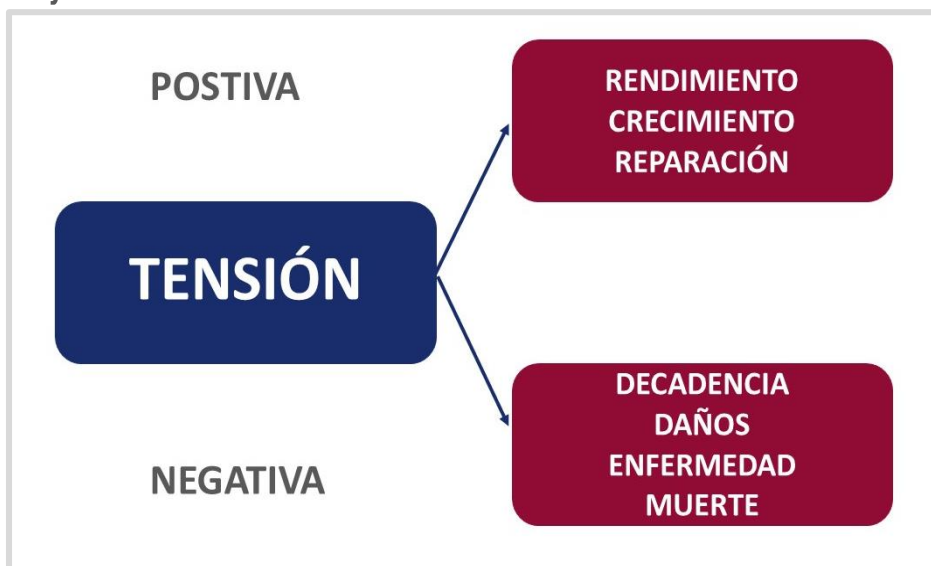 POSTIVA
RENDIMIENTO
CRECIMIENTO
REPARACIÓN
TENSIÓN
DECADENCIA
DAÑOS
ENFERMEDAD
MUERTE
NEGATIVA